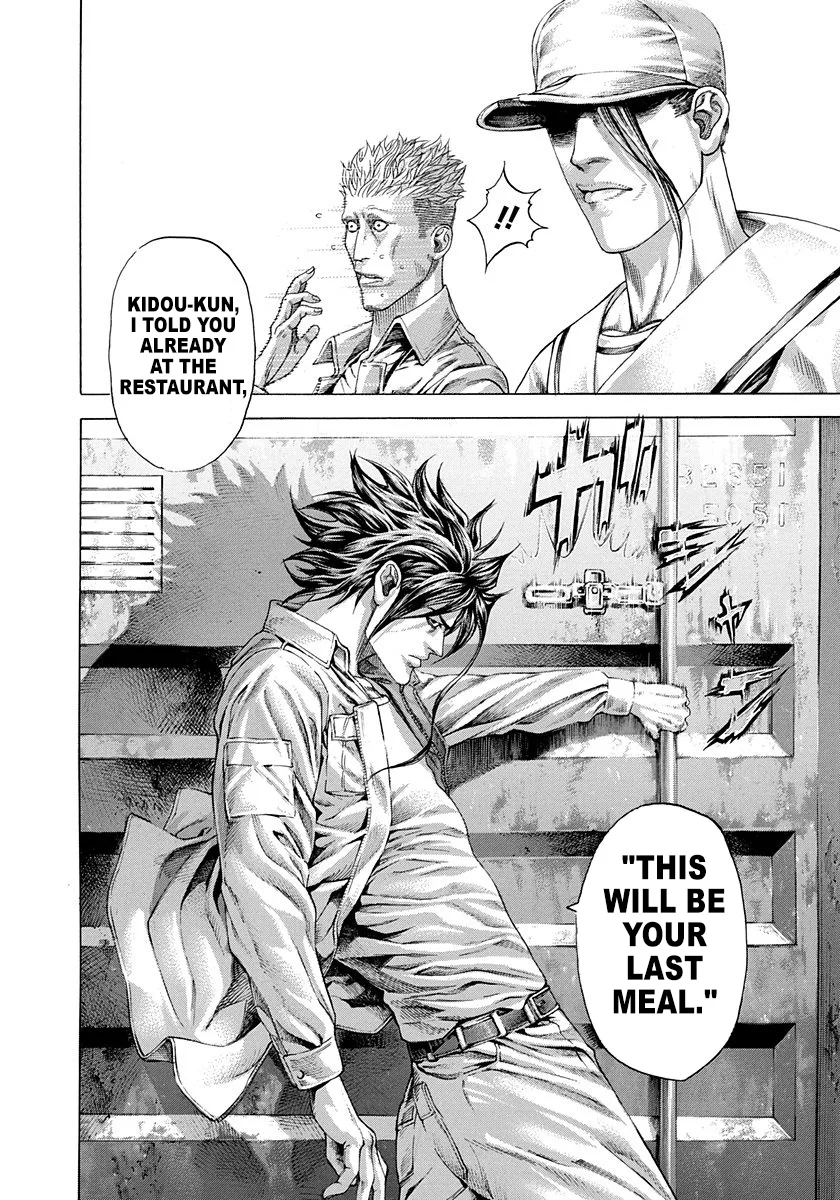 !!
KIDOU-KUN,
I TOLD YOU
ALREADY
AT THE
RESTAURANT,
"THIS
WILL BE
YOUR
LAST
MEAL."